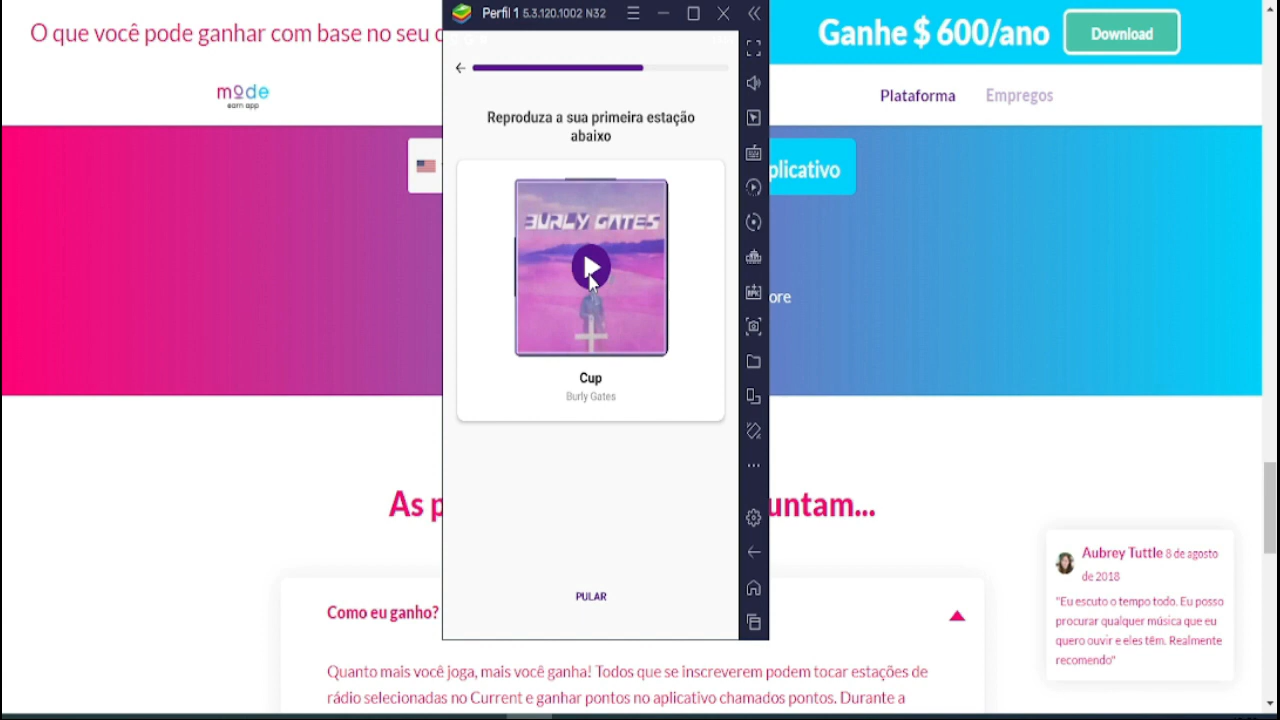 O que você pode ganhar com base no seu
Ganhe $ 600/ano
Download
mode
earn app
Plataforma
Empregos
plicativo
ore
Perfil 1 5.3.120.1002 N32
Reproduza a sua primeira estação
abaixo
BURLY GATES
Cup
Burly Gates
PULAR
As p
untam...
Como eu ganho?
Quanto mais você joga, mais você ganha! Todos que se inscreverem podem tocar estações de
rádio selecionadas no Current e ganhar pontos no aplicativo chamados pontos. Durante a
Aubrey Tuttle 8 de agosto
de 2018
"Eu escuto o tempo todo. Eu posso
procurar qualquer música que eu
quero ouvir e eles têm. Realmente
recomendo"